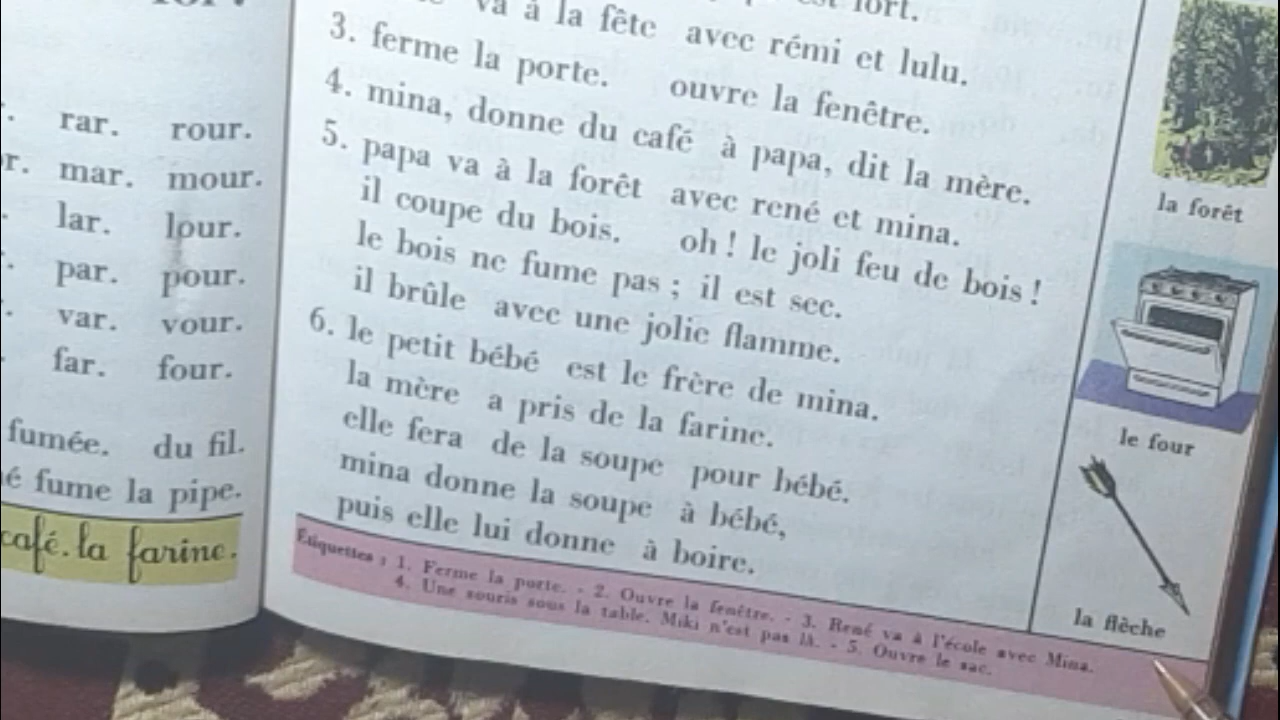 rar. rour.
mar. mour.
lar. lour.
par. pour.
var. vour.
far. four.
fumée. du fil.
fume la pipe.
café. la farine.
fort.
va à la fête avec rémi et lulu.
3. ferme la porte. ouvre la fenêtre.
4. mina, donne du café à papa, dit la mère.
5. papa va à la forêt avec rené et mina.
il coupe du bois. oh ! le joli feu de bois !
le bois ne fume pas ; il est sec.
il brûle avec une jolie flamme.
6. le petit bébé est le frère de mina.
la mère a pris de la farine.
elle fera de la soupe pour bébé.
mina donne la soupe à bébé,
puis elle lui donne à boire.
Étiquettes : 1. Ferme la porte. - 2. Ouvre la fenêtre. - 3. René va à l'école avec Mina.
4. Une souris sous la table. Miki n'est pas là. - 5. Ouvre le sac.
la forêt
le four
la flèche